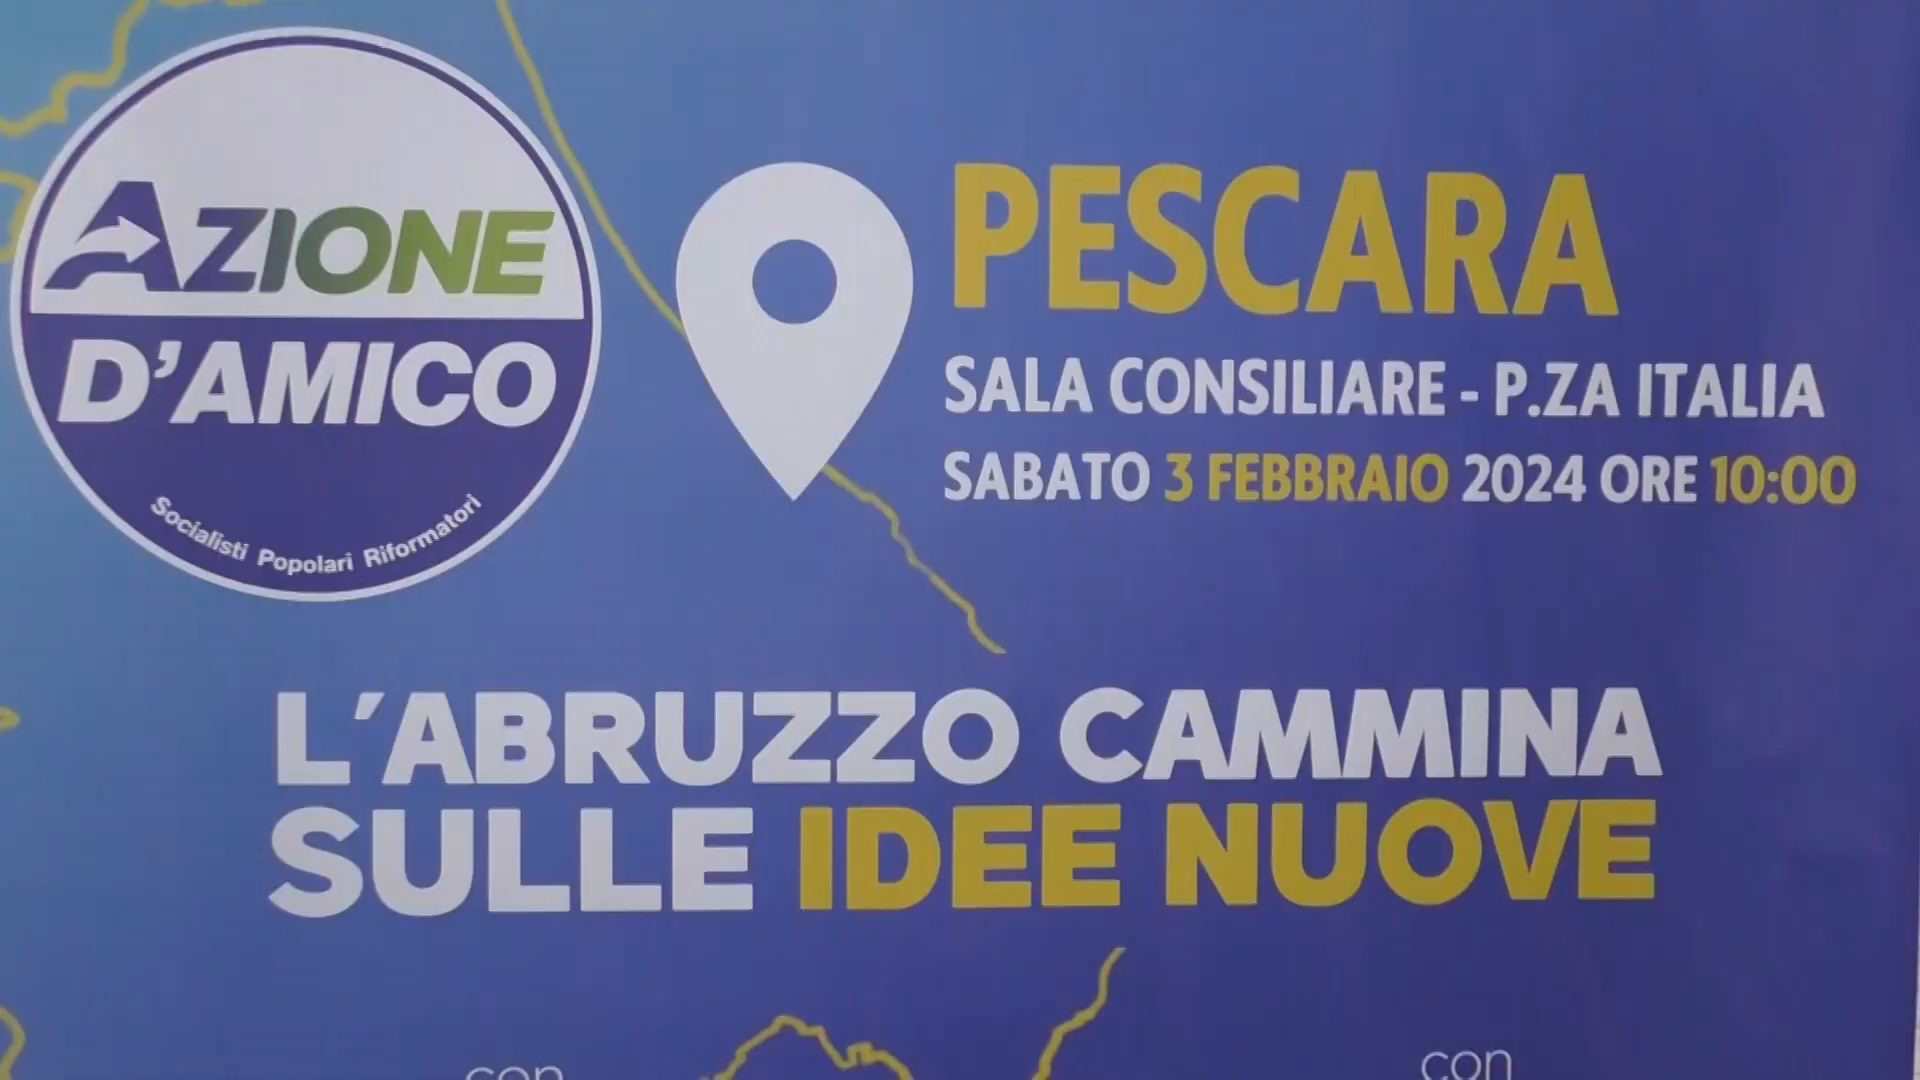 AZIONE
D'AMICO
Socialisti Popolari Riformatori
PESCARA
SALA CONSILIARE - P.ZA ITALIA
SABATO 3 FEBBRAIO 2024 ORE 10:00
L'ABRUZZO CAMMINA
SULLE IDEE NUOVE
con
con